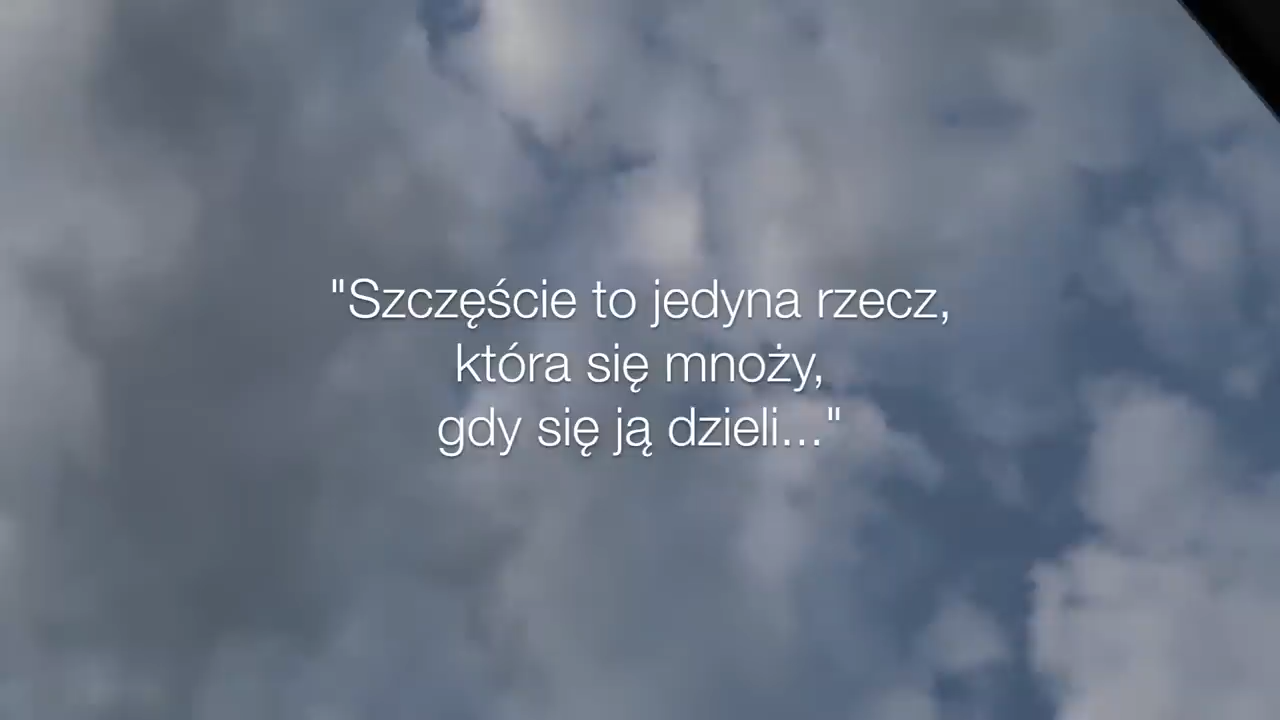 "Szczęście to jedyna rzecz,
która się mnoży,
gdy się ją dzieli..."